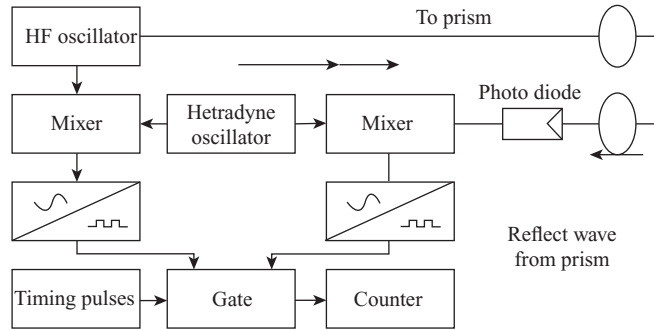 HF oscillator
To prism
Photo diode
Mixer
Hetradyne
oscillator
Mixer
Reflect wave
from prism
Timing pulses
Gate
Counter